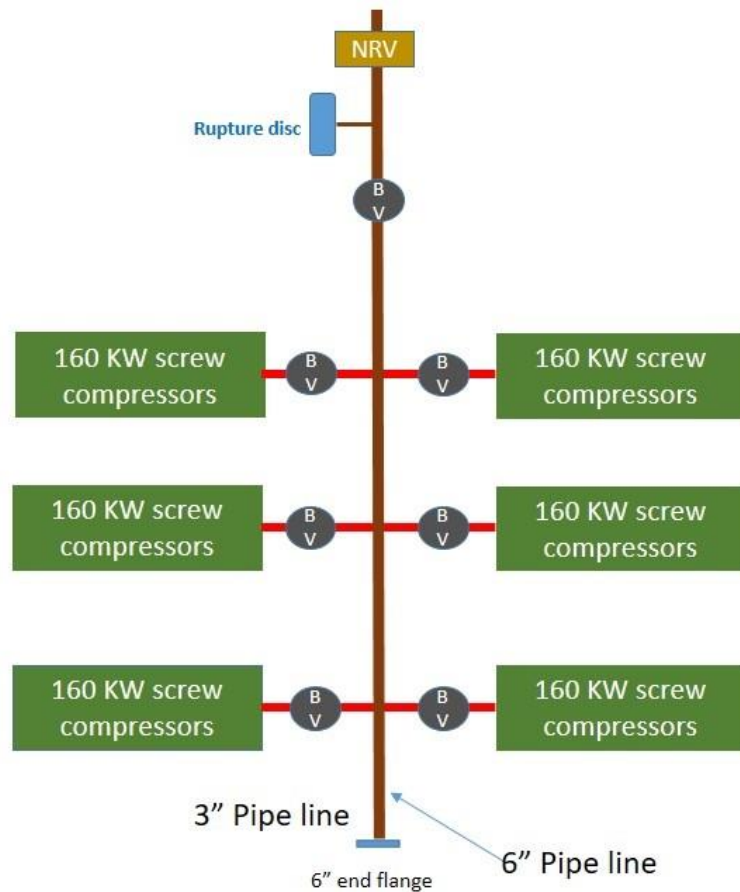 NRV
Rupture disc
B
V
160 KW screw
compressors
B
V
B
V
160 KW screw
compressors
160 KW screw
compressors
B
V
B
V
160 KW screw
compressors
160 KW screw
compressors
B
V
B
V
160 KW screw
compressors
3” Pipe line
6” Pipe line
6” end flange